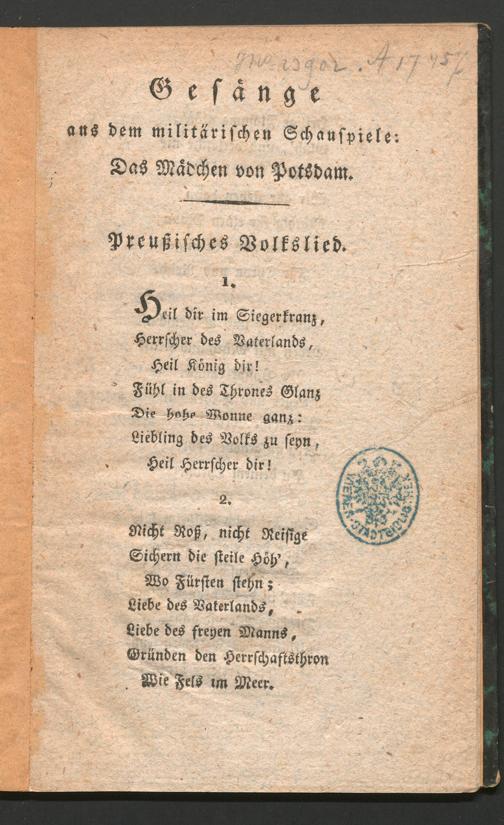 Gesänge
aus dem militärischen Schauspiele:
Das Mädchen von Potsdam.
Preußisches Volkslied.
1.
Heil dir im Siegerkranz,
Herrscher des Vaterlands,
Heil König dir!
Fühl in des Thrones Glanz
Die hohe Wonne ganz:
Liebling des Volks zu seyn,
Heil Herrscher dir!
2.
Nicht Roß, nicht Reisige
Sichern die steile Höh',
Wo Fürsten stehn;
Liebe des Vaterlands,
Liebe des freyen Manns,
Gründen den Herrschaftsthron
Wie Fels im Meer.